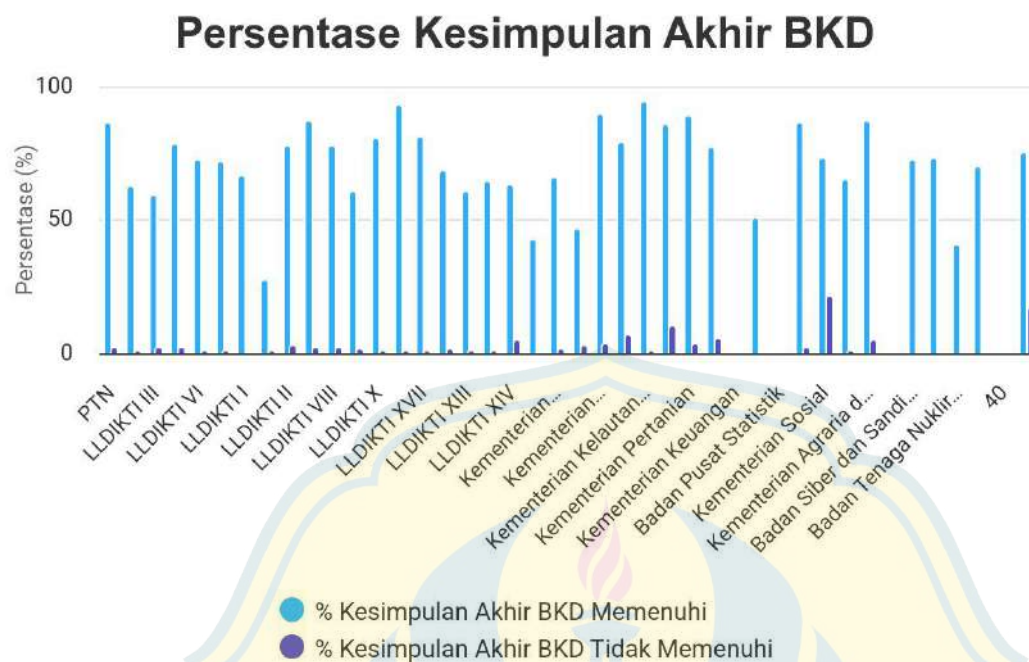 Persentase Kesimpulan Akhir BKD
Persentase (%)
100
50
0
PTN
LLDIKTI III
LLDIKTI VI
LLDIKTI I
LLDIKTI II
LLDIKTI VIII
LLDIKTI X
LLDIKTI XVII
LLDIKTI XIII
LLDIKTI XIV
Kementerian...
Kementerian...
Kementerian Kelautan...
Kementerian Pertanian
Kementerian Keuangan
Badan Pusat Statistik
Kementerian Sosial
Kementerian Agraria d...
Badan Siber dan Sandi...
Badan Tenaga Nuklir...
40
% Kesimpulan Akhir BKD Memenuhi
% Kesimpulan Akhir BKD Tidak Memenuhi